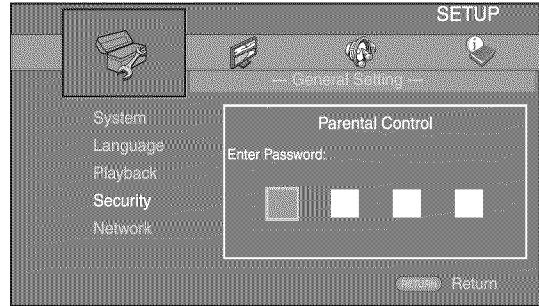 SETUP
— General Setting —
System
Language
Playback
Security
Network
Parental Control
Enter Password:
RETURN Return